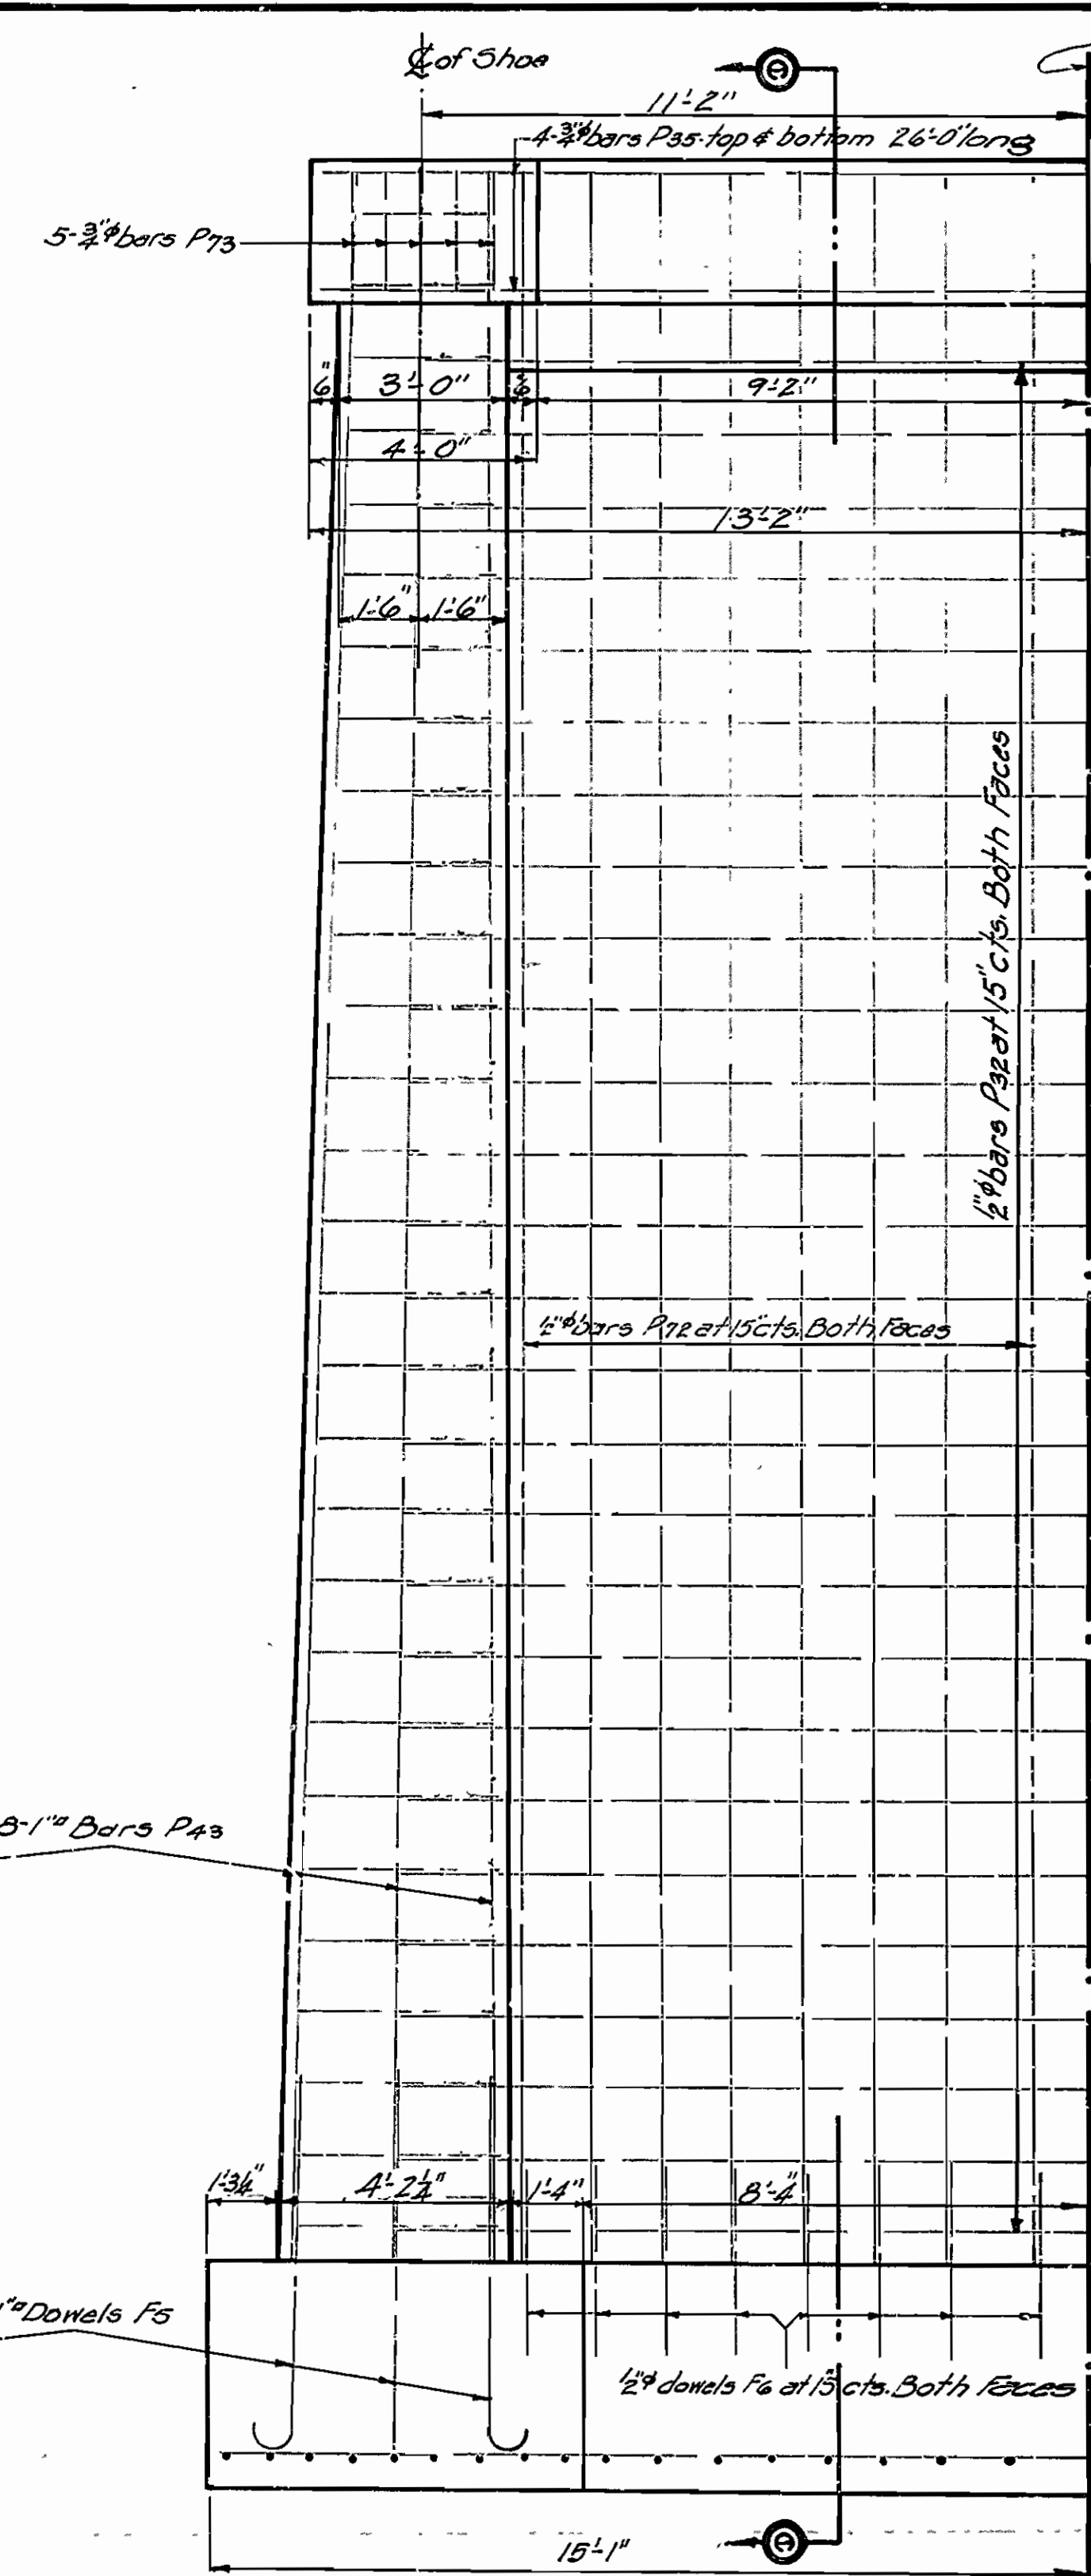 ℄ of Shoe
11'-2"
4-¾"ϕ bars P35-top & bottom 26'-0" long
5-¾"ϕ bars P73
6"
3'-0"
6"
9'-2"
4'-0"
13'-2"
1'-6"
1'-6"
½"ϕ bars P32 at 15" cts. Both Faces
½"ϕ bars P72 at 15" cts. Both Faces
8-1"□ Bars P43
1'-3¼"
4'-2¼"
1'-4"
8'-4"
1"□ Dowels F5
½"ϕ dowels F6 at 15" cts. Both Faces
15'-1"